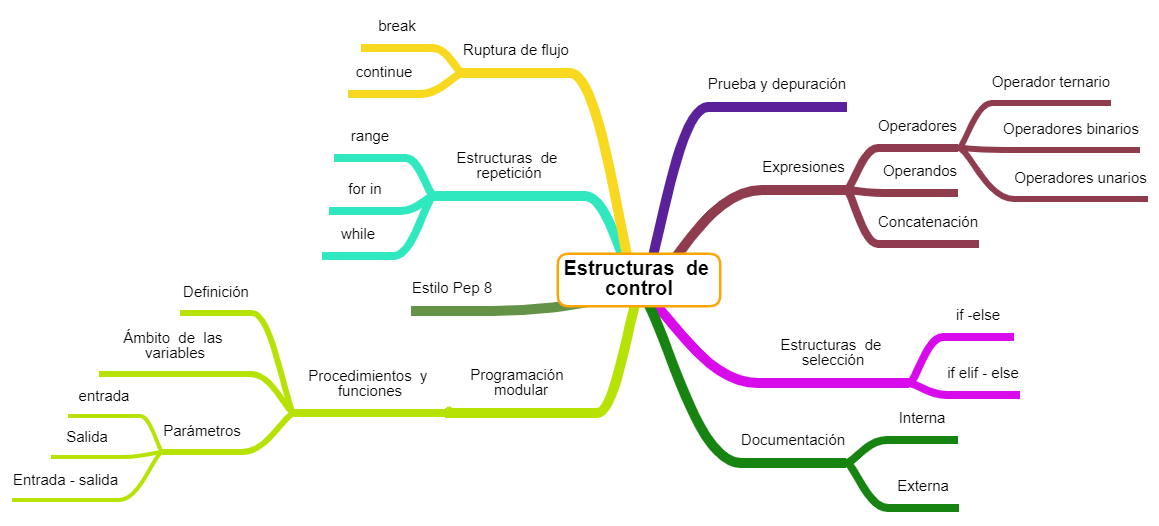 Estructuras de
control
Ruptura de flujo
break
continue
Estructuras de
repetición
range
for in
while
Estilo Pep 8
Programación
modular
Procedimientos y
funciones
Definición
Ámbito de las
variables
Parámetros
entrada
Salida
Entrada - salida
Prueba y depuración
Expresiones
Operadores
Operador ternario
Operadores binarios
Operadores unarios
Operandos
Concatenación
Estructuras de
selección
if -else
if elif - else
Documentación
Interna
Externa